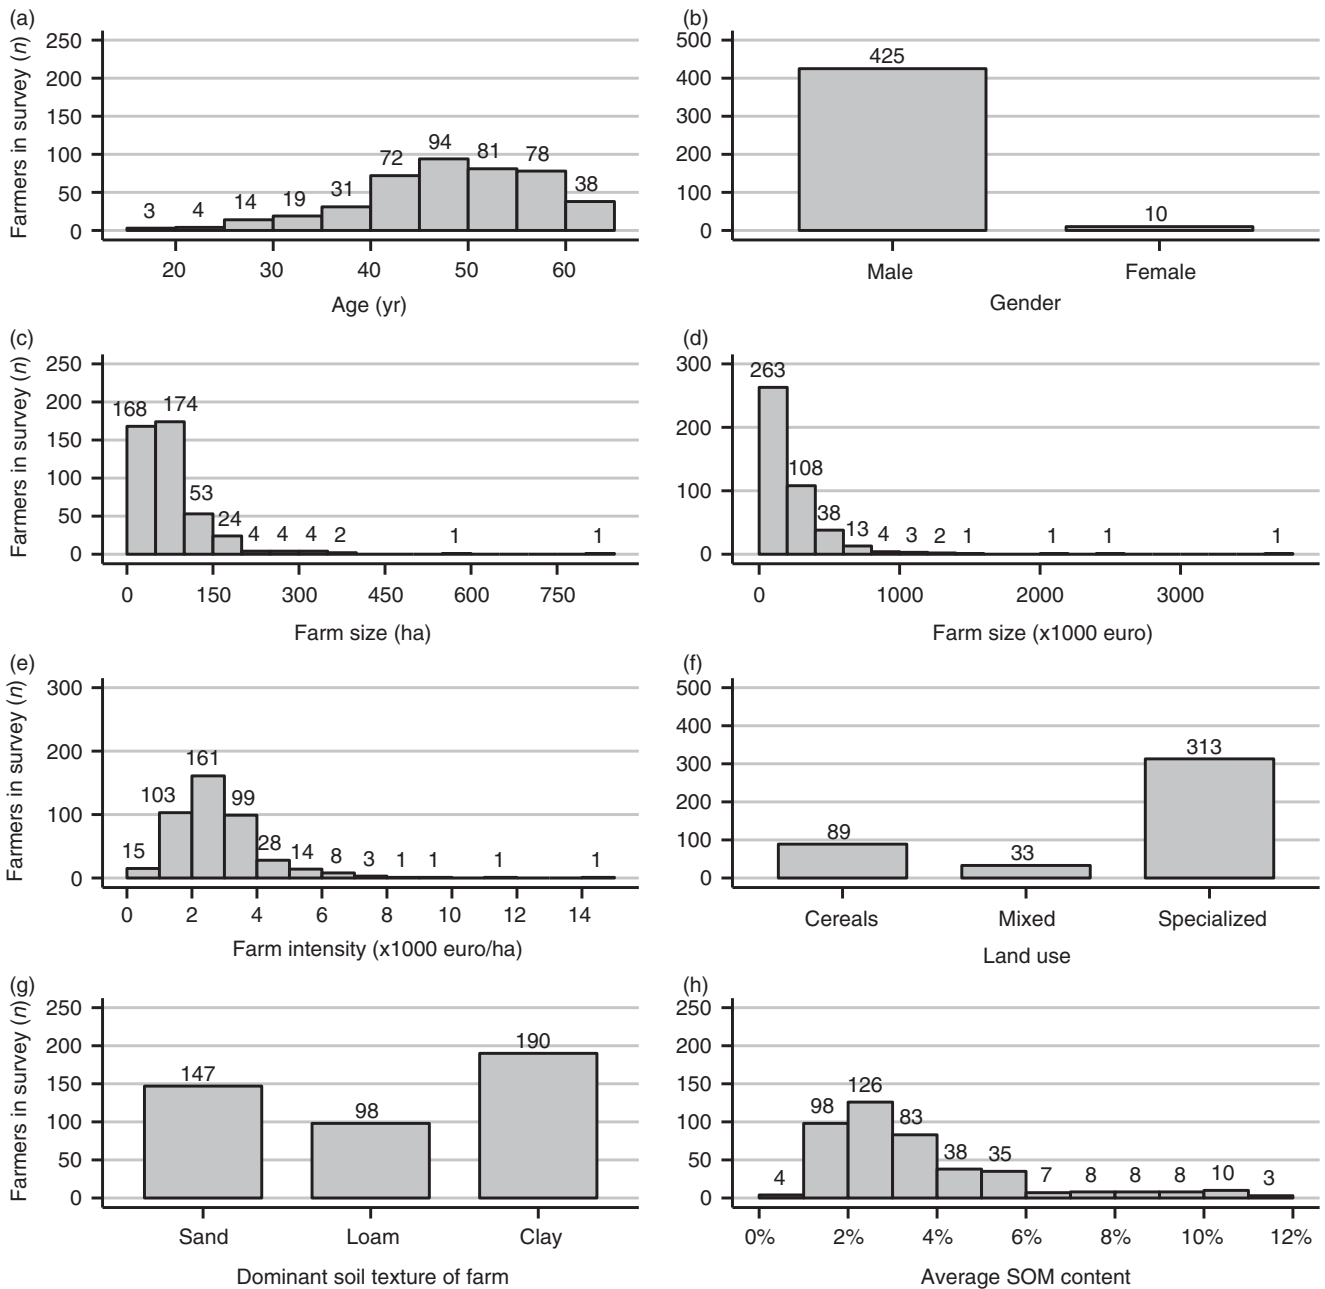 (a)
Farmers in survey (n)
250
200
150
100
50
0
3 4 14 19 31 72 94 81 78 38
20 30 40 50 60
Age (yr)
(b)
500
400
300
200
100
0
425 10
Male Female
Gender
(c)
Farmers in survey (n)
250
200
150
100
50
0
168 174 53 24 4 4 4 2 1 1
0 150 300 450 600 750
Farm size (ha)
(d)
300
200
100
0
263 108 38 13 4 3 2 1 1 1 1
0 1000 2000 3000
Farm size (x1000 euro)
(e)
Farmers in survey (n)
300
200
100
0
15 103 161 99 28 14 8 3 1 1 1 1
0 2 4 6 8 10 12 14
Farm intensity (x1000 euro/ha)
(f)
500
400
300
200
100
0
89 33 313
Cereals Mixed Specialized
Land use
(g)
Farmers in survey (n)
250
200
150
100
50
0
147 98 190
Sand Loam Clay
Dominant soil texture of farm
(h)
250
200
150
100
50
0
4 98 126 83 38 35 7 8 8 8 10 3
0% 2% 4% 6% 8% 10% 12%
Average SOM content